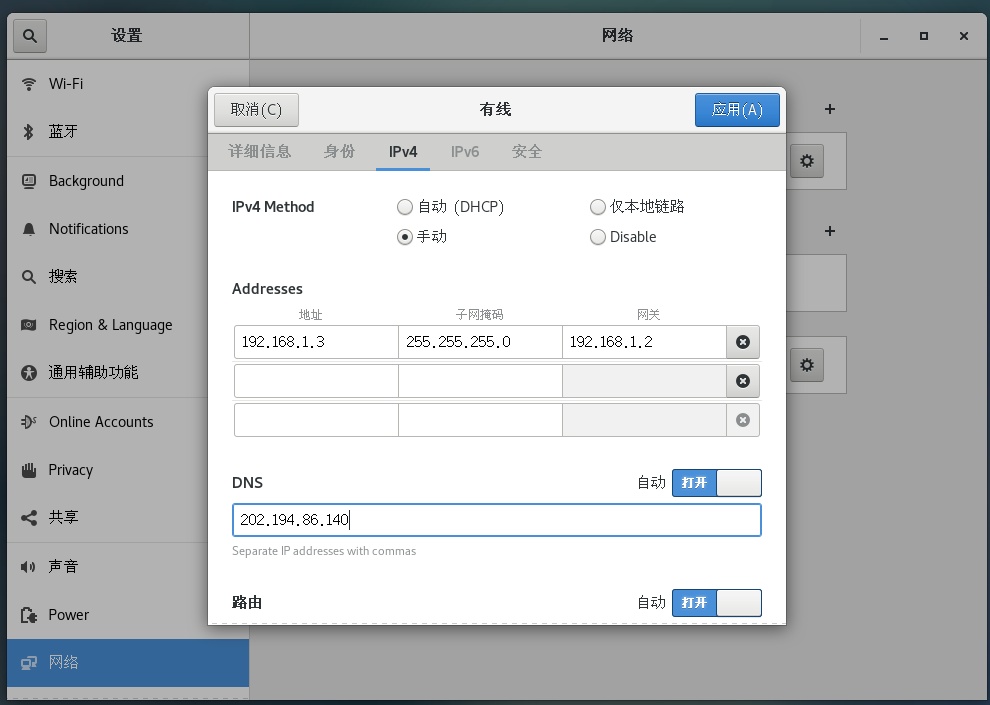 设置
网络
Wi-Fi
蓝牙
Background
Notifications
搜索
Region & Language
通用辅助功能
Online Accounts
Privacy
共享
声音
Power
网络
取消(C)
有线
应用(A)
详细信息
身份
IPv4
IPv6
安全
IPv4 Method
自动 (DHCP)
仅本地链路
手动
Disable
Addresses
地址
子网掩码
网关
192.168.1.3
255.255.255.0
192.168.1.2
DNS
自动
打开
202.194.86.140
Separate IP addresses with commas
路由
自动
打开